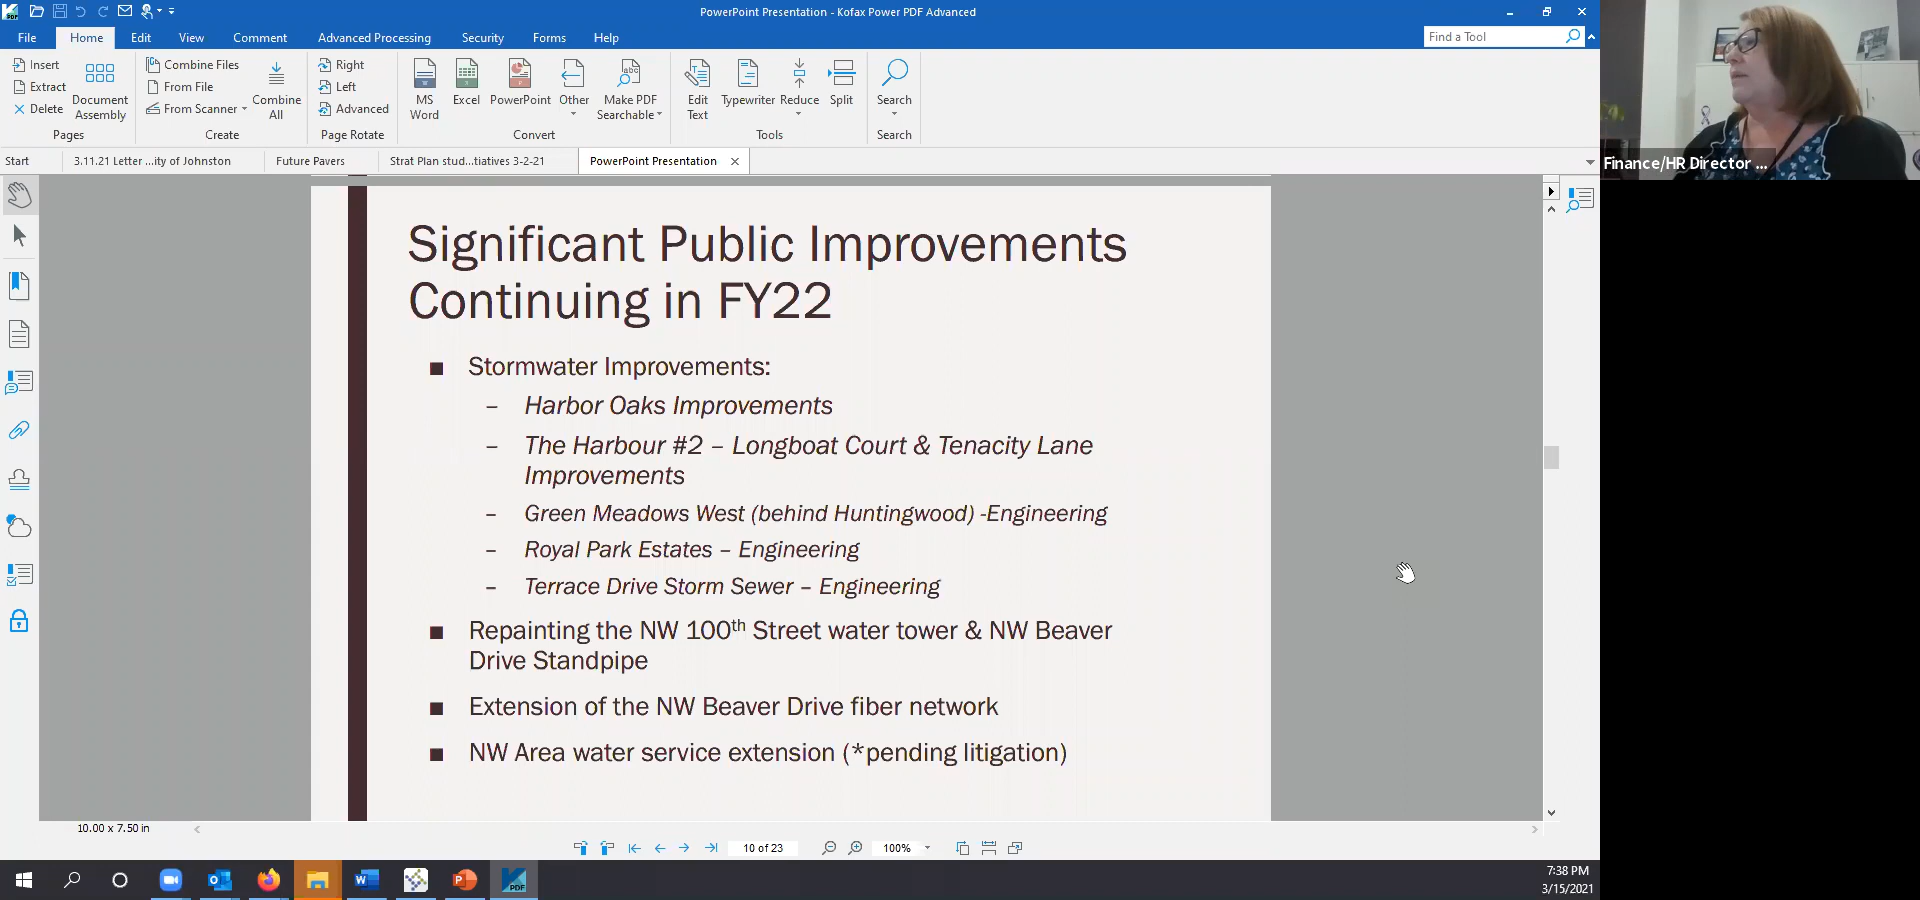 PowerPoint Presentation - Kofax Power PDF Advanced
File Home Edit View Comment Advanced Processing Security Forms Help
Find a Tool
Insert
Extract
Delete
Document
Assembly
Pages
Combine Files
From File
From Scanner
Combine
All
Create
Right
Left
Advanced
Page Rotate
MS
Word
Excel
PowerPoint
Other
Make PDF
Searchable
Convert
Edit
Text
Typewriter
Reduce
Split
Tools
Search
Search
Start
3.11.21 Letter ...ity of Johnston
Future Pavers
Strat Plan stud...tiatives 3-2-21
PowerPoint Presentation
Finance/HR Director ...
Significant Public Improvements
Continuing in FY22
■ Stormwater Improvements:
– Harbor Oaks Improvements
– The Harbour #2 – Longboat Court & Tenacity Lane
Improvements
– Green Meadows West (behind Huntingwood) -Engineering
– Royal Park Estates – Engineering
– Terrace Drive Storm Sewer – Engineering
■ Repainting the NW 100th Street water tower & NW Beaver
Drive Standpipe
■ Extension of the NW Beaver Drive fiber network
■ NW Area water service extension (*pending litigation)
10.00 x 7.50 in
10 of 23
100%
7:38 PM
3/15/2021